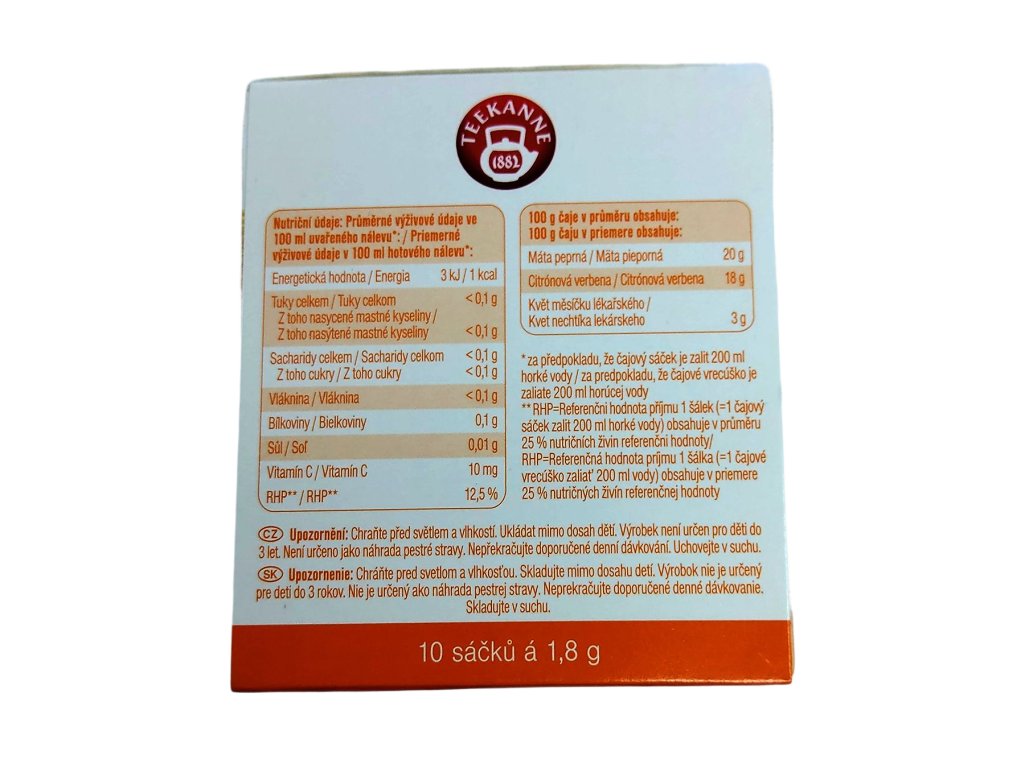 TEEKANNE
1882
Nutriční údaje: Průměrné výživové údaje ve
100 ml uvařeného nálevu*: / Priemerné
výživové údaje v 100 ml hotového nálevu*:
Energetická hodnota / Energia 3 kJ / 1 kcal
Tuky celkem / Tuky celkom <0,1 g
Z toho nasycené mastné kyseliny /
Z toho nasýtené mastné kyseliny <0,1 g
Sacharidy celkem / Sacharidy celkom <0,1 g
Z toho cukry / Z toho cukry <0,1 g
Vláknina / Vláknina <0,1 g
Bílkoviny / Bielkoviny 0,1 g
Sůl / Soľ 0,01 g
Vitamín C / Vitamín C 10 mg
RHP** / RHP** 12,5 %
100 g čaje v průměru obsahuje:
100 g čaju v priemere obsahuje:
Máta peprná / Mäta pieporná 20 g
Citrónová verbena / Citrónová verbena 18 g
Květ měsíčku lékařského /
Kvet nechtíka lekárskeho 3 g
*za předpokladu, že čajový sáček je zalit 200 ml
horké vody / za predpokladu, že čajové vrecúško je
zaliate 200 ml horúcej vody
**RHP=Referenční hodnota příjmu 1 šálek (=1 čajový
sáček zalit 200 ml horké vody) obsahuje v průměru
25 % nutričních živin referenční hodnoty/
RHP=Referenčná hodnota príjmu 1 šálka (=1 čajové
vrecúško zaliať 200 ml vody) obsahuje v priemere
25 % nutričných živín referenčnej hodnoty
CZ Upozornění: Chraňte před světlem a vlhkostí. Ukládat mimo dosah dětí. Výrobek není určen pro děti do
3 let. Není určeno jako náhrada pestré stravy. Nepřekračujte doporučené denní dávkování. Uchovejte v suchu.
SK Upozornenie: Chráňte pred svetlom a vlhkosťou. Skladujte mimo dosahu detí. Výrobok nie je určený
pre deti do 3 rokov. Nie je určený ako náhrada pestrej stravy. Neprekračujte doporučené denné dávkovanie.
Skladujte v suchu.
10 sáčků á 1,8 g